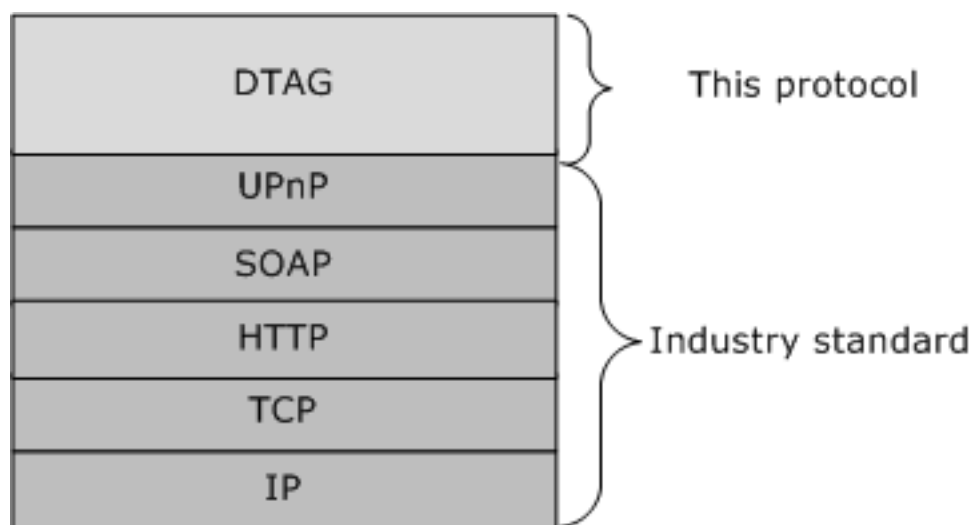 DTAG
This protocol
UPnP
SOAP
HTTP
Industry standard
TCP
IP